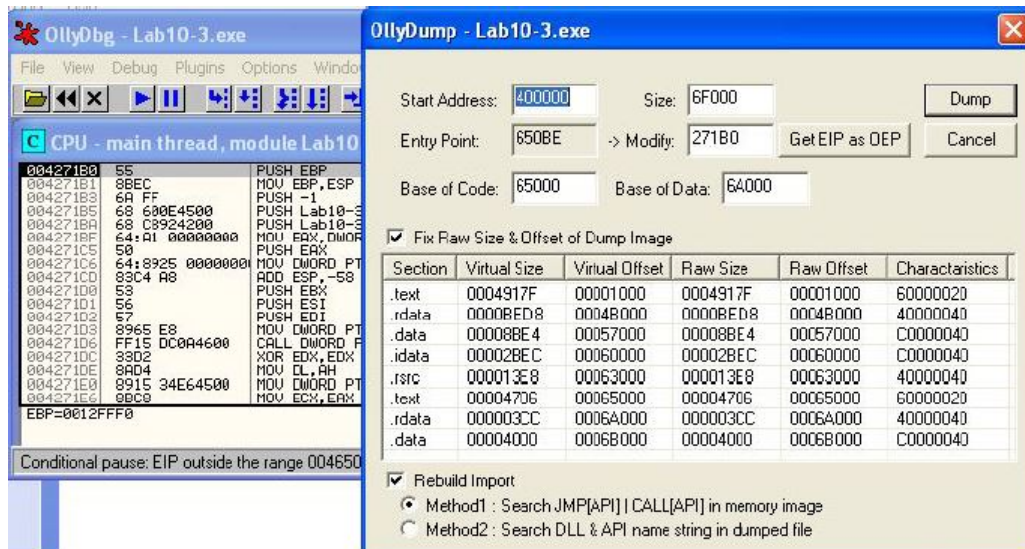 OllyDbg - Lab10-3.exe
File View Debug Plugins Options Windo
CPU - main thread, module Lab10
004271B0 55 PUSH EBP
004271B1 8BEC MOV EBP,ESP
004271B3 6A FF PUSH -1
004271B5 68 600E4500 PUSH Lab10-3
004271BA 68 C8924200 PUSH Lab10-3
004271BF 64:A1 00000000 MOV EAX,DWOR
004271C5 50 PUSH EAX
004271C6 64:8925 0000000 MOV DWORD PT
004271CD 83C4 A8 ADD ESP,-58
004271D0 53 PUSH EBX
004271D1 56 PUSH ESI
004271D2 57 PUSH EDI
004271D3 8965 E8 MOV DWORD PT
004271D6 FF15 DC0A4600 CALL DWORD P
004271DC 33D2 XOR EDX,EDX
004271DE 8AD4 MOV DL,AH
004271E0 8915 34E64500 MOV DWORD PT
004271E6 8BC8 MOV ECX,EAX
EBP=0012FFF0
Conditional pause: EIP outside the range 004650
OllyDump - Lab10-3.exe
Start Address: 400000 Size: 6F000 Dump
Entry Point: 650BE -> Modify: 271B0 Get EIP as OEP Cancel
Base of Code: 65000 Base of Data: 6A000
Fix Raw Size & Offset of Dump Image
Section Virtual Size Virtual Offset Raw Size Raw Offset Charactaristics
.text 0004917F 00001000 0004917F 00001000 60000020
.rdata 0000BED8 0004B000 0000BED8 0004B000 40000040
.data 00008BE4 00057000 00008BE4 00057000 C0000040
.idata 00002BEC 00060000 00002BEC 00060000 C0000040
.rsrc 000013E8 00063000 000013E8 00063000 40000040
.text 00004706 00065000 00004706 00065000 60000020
.rdata 000003CC 0006A000 000003CC 0006A000 40000040
.data 00004000 0006B000 00004000 0006B000 C0000040
Rebuild Import
Method1 : Search JMP[API] | CALL[API] in memory image
Method2 : Search DLL & API name string in dumped file